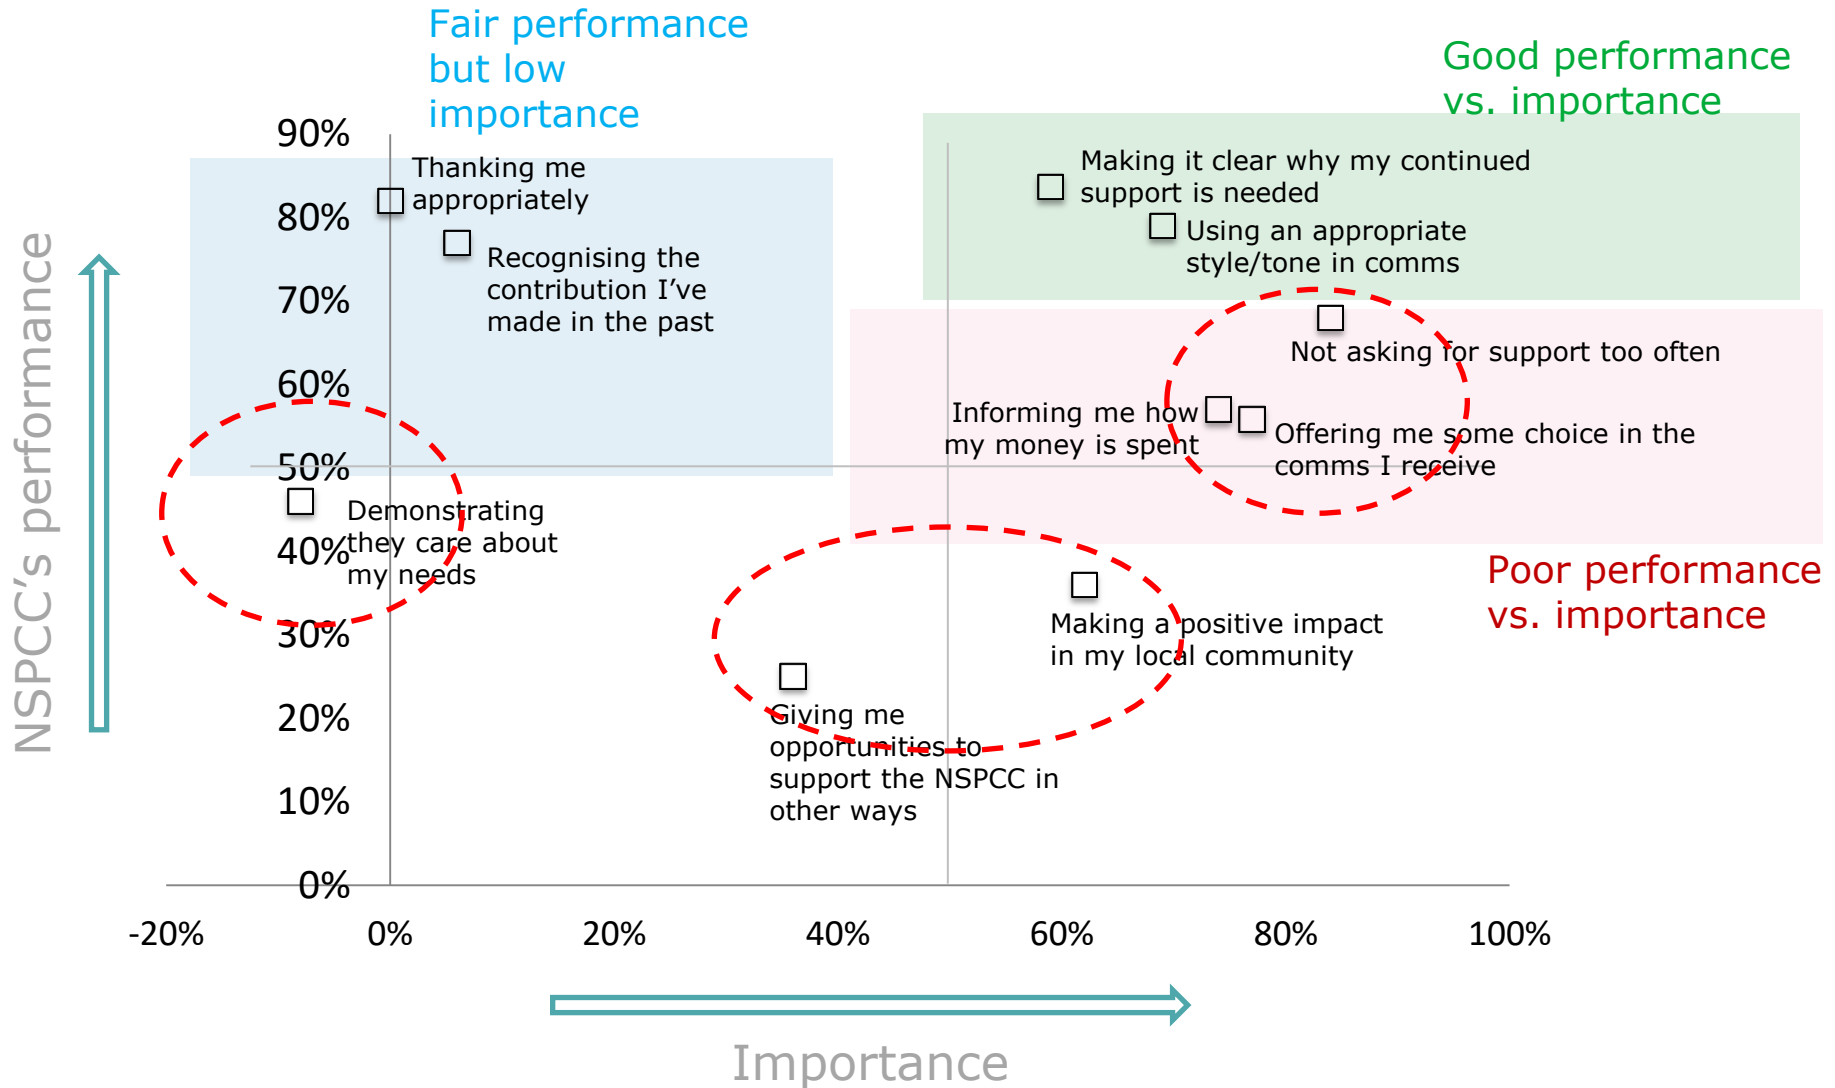 Fair performance
but low
importance
Good performance
vs. importance
90%
80%
70%
60%
50%
40%
30%
20%
10%
0%
Thanking me
appropriately
Recognising the
contribution I’ve
made in the past
Making it clear why my continued
support is needed
Using an appropriate
style/tone in comms
Not asking for support too often
Informing me how
my money is spent
Offering me some choice in the
comms I receive
Demonstrating
they care about
my needs
Poor performance
vs. importance
Making a positive impact
in my local community
Giving me
opportunities to
support the NSPCC in
other ways
NSPCC’s performance
-20%
0%
20%
40%
60%
80%
100%
Importance